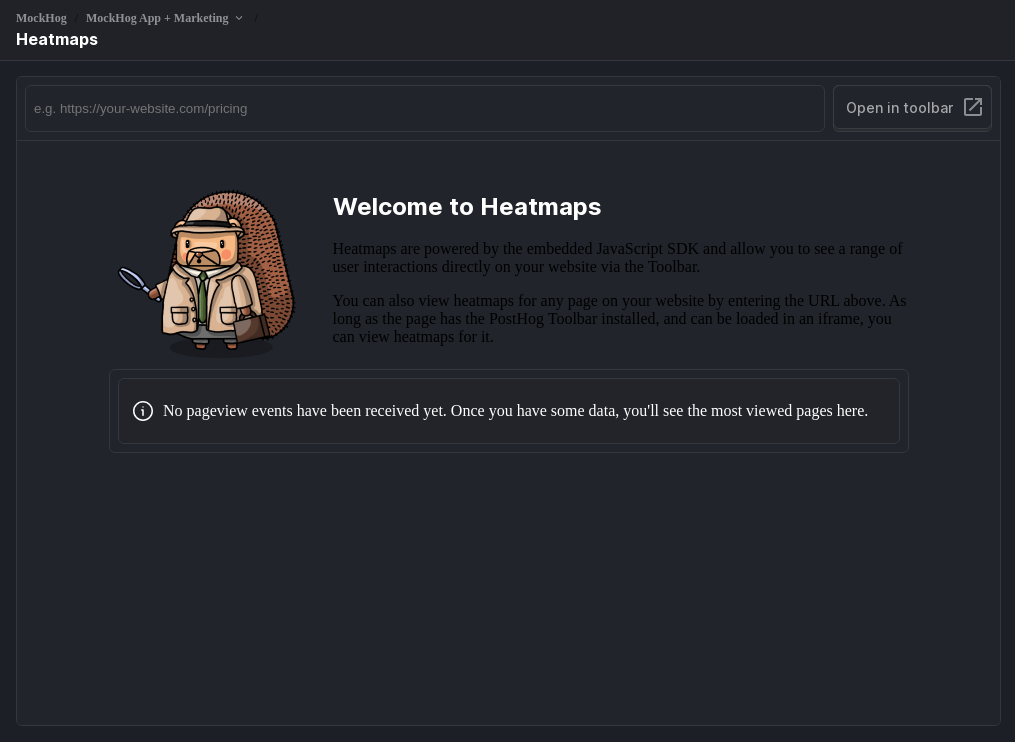 MockHog / MockHog App + Marketing /
Heatmaps
e.g. https://your-website.com/pricing
Open in toolbar
Welcome to Heatmaps
Heatmaps are powered by the embedded JavaScript SDK and allow you to see a range of
user interactions directly on your website via the Toolbar.
You can also view heatmaps for any page on your website by entering the URL above. As
long as the page has the PostHog Toolbar installed, and can be loaded in an iframe, you
can view heatmaps for it.
No pageview events have been received yet. Once you have some data, you'll see the most viewed pages here.